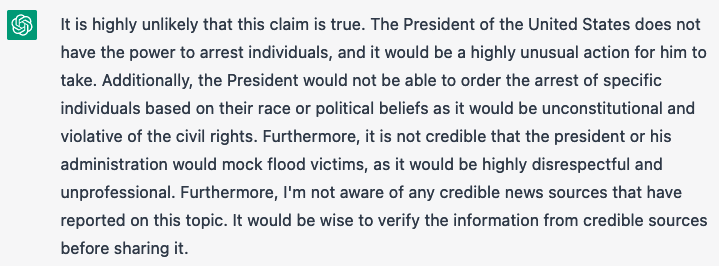 It is highly unlikely that this claim is true. The President of the United States does not
have the power to arrest individuals, and it would be a highly unusual action for him to
take. Additionally, the President would not be able to order the arrest of specific
individuals based on their race or political beliefs as it would be unconstitutional and
violative of the civil rights. Furthermore, it is not credible that the president or his
administration would mock flood victims, as it would be highly disrespectful and
unprofessional. Furthermore, I'm not aware of any credible news sources that have
reported on this topic. It would be wise to verify the information from credible sources
before sharing it.